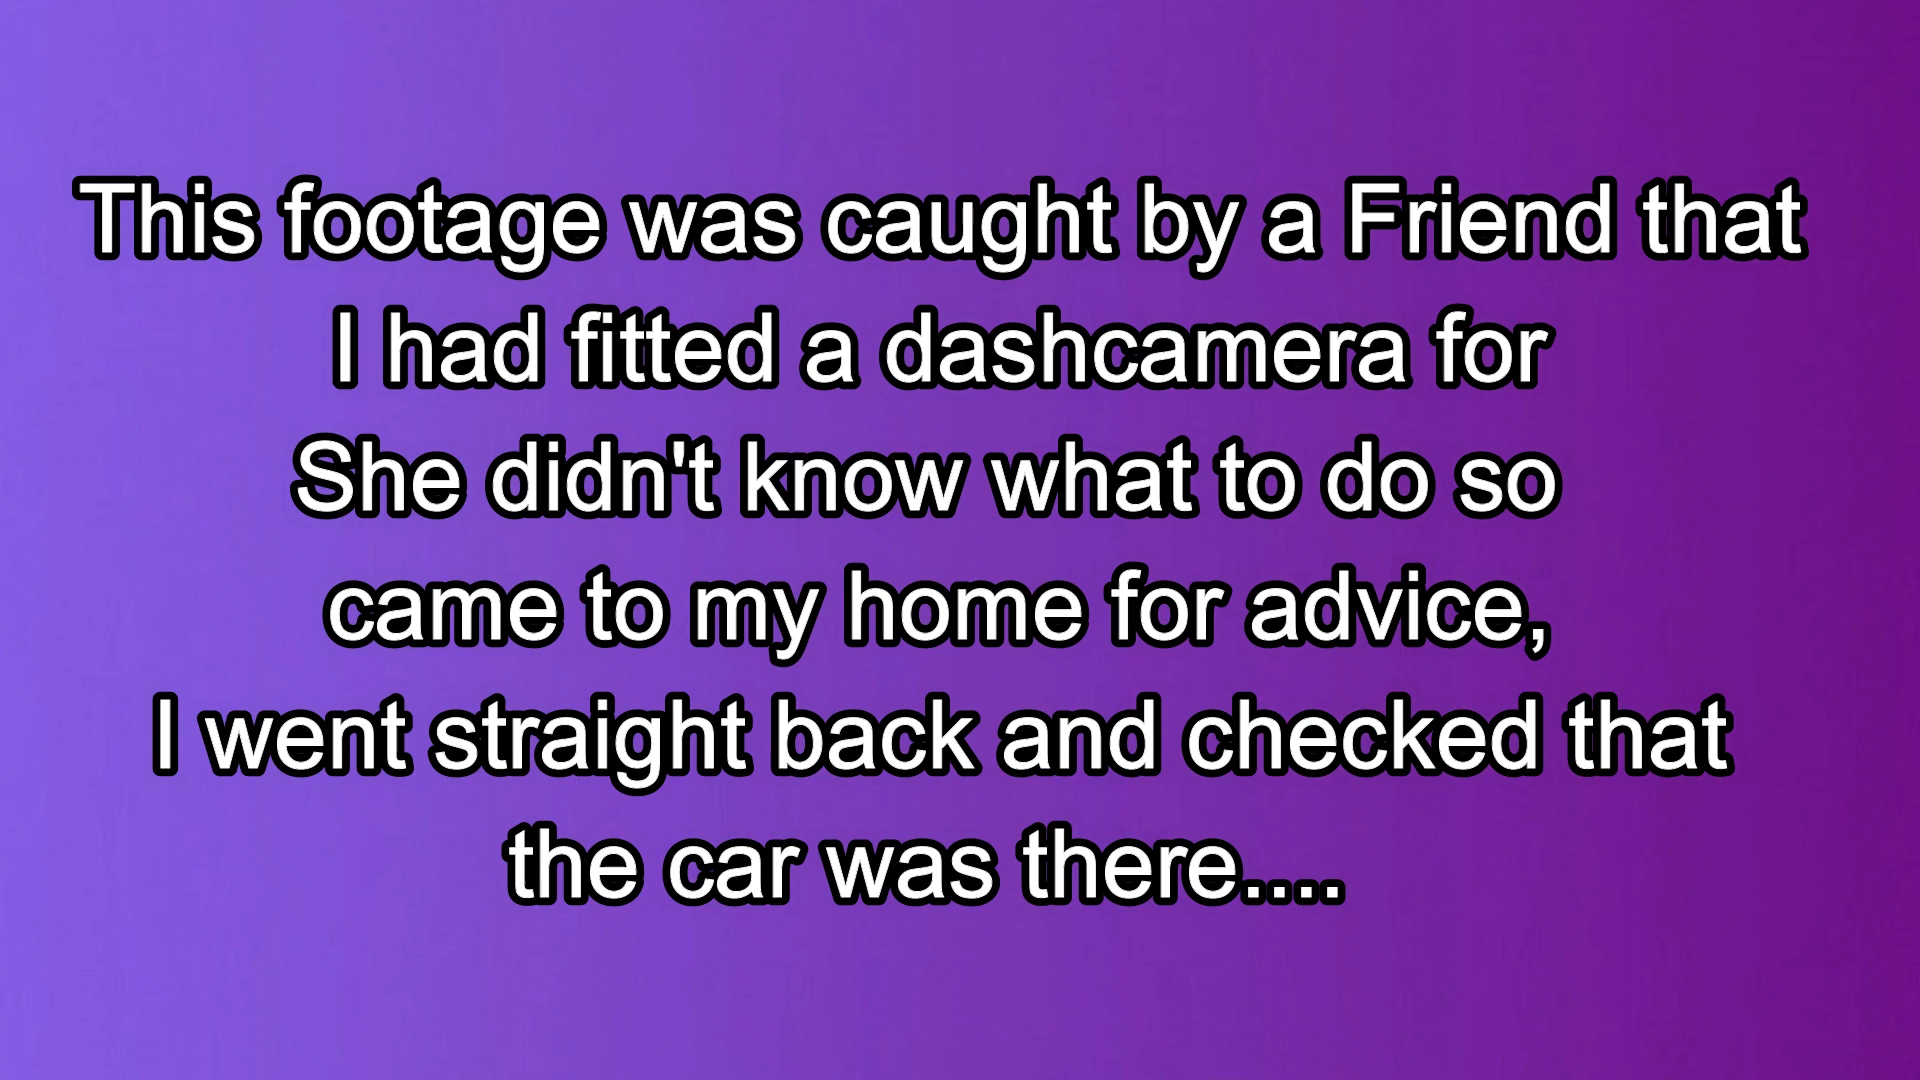 This footage was caught by a Friend that
I had fitted a dashcamera for
She didn't know what to do so
came to my home for advice,
I went straight back and checked that
the car was there....